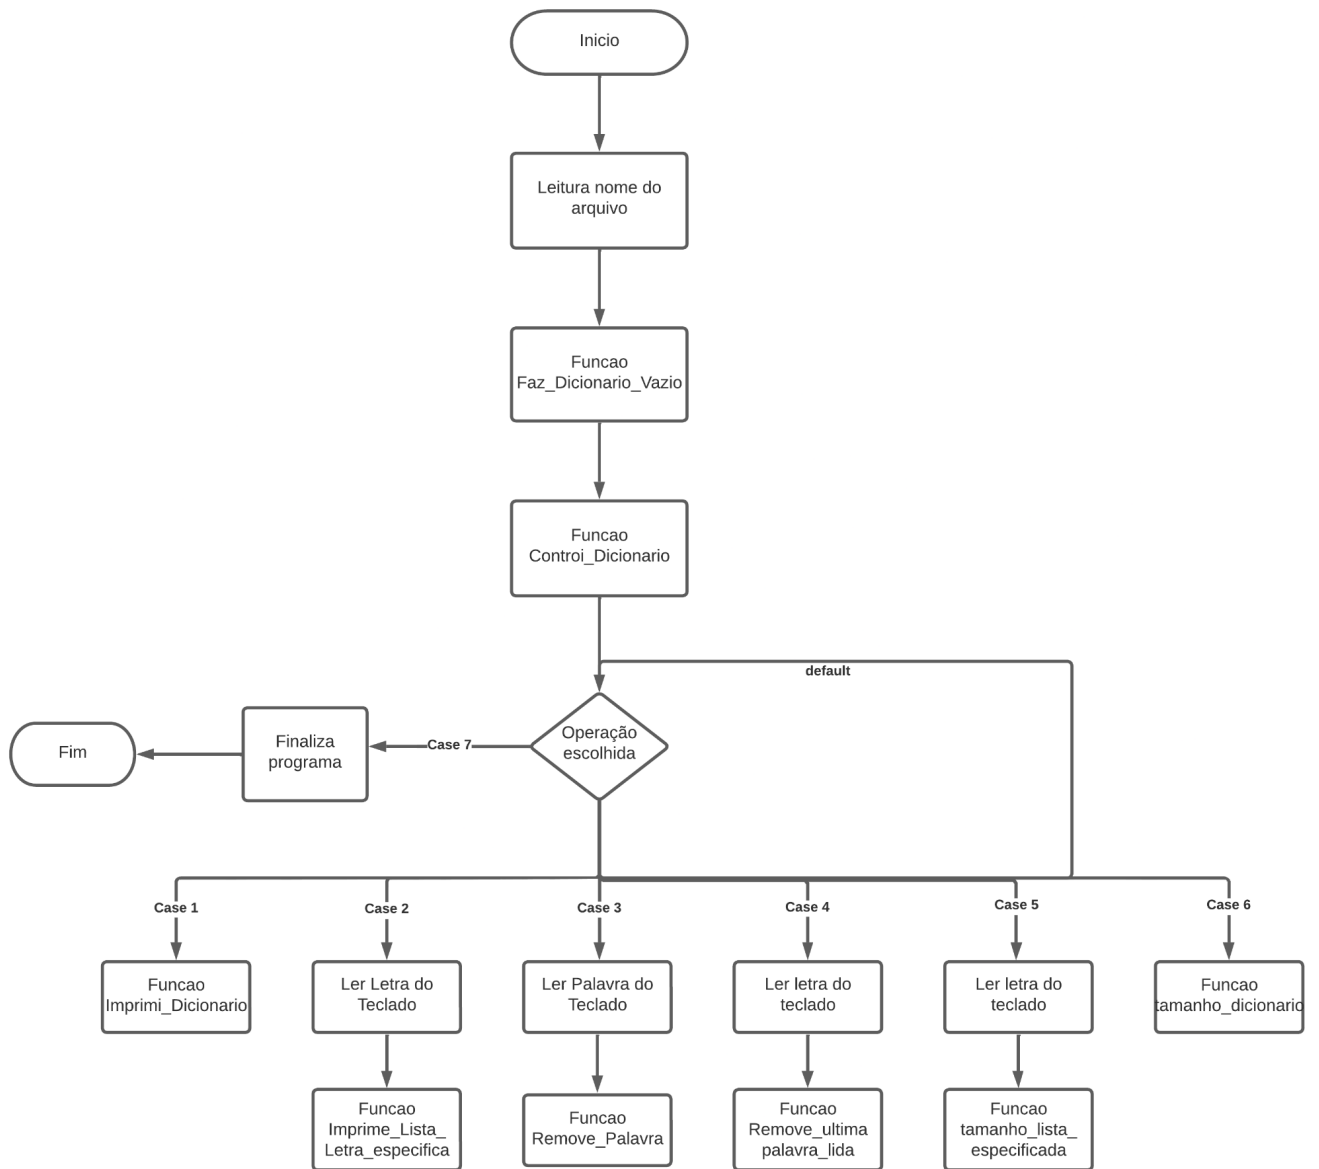 Inicio
Leitura nome do
arquivo
Funcao
Faz_Dicionario_Vazio
Funcao
Controi_Dicionario
default
Operação
escolhida
Case 7
Finaliza
programa
Fim
Case 1
Case 2
Case 3
Case 4
Case 5
Case 6
Funcao
Imprimi_Dicionario
Ler Letra do
Teclado
Ler Palavra do
Teclado
Ler letra do
teclado
Ler letra do
teclado
Funcao
tamanho_dicionario
Funcao
Imprime_Lista_
Letra_especifica
Funcao
Remove_Palavra
Funcao
Remove_ultima
palavra_lida
Funcao
tamanho_lista_
especificada